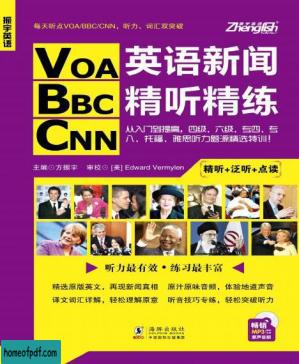 振宇英语
每天听点VOA/BBC/CNN，听力、词汇双突破
Zhenglish
VOA
BBC
CNN
英语新闻
精听精练
从入门到提高，四级、六级，专四、专
八、托福，雅思听力题源精选特训！
主编◎方振宇 审校◎ [美] Edward Vermylen
精听+泛听+点读
·听力最有效·练习最丰富·
精选原版英文，再现新闻真相
原汁原味音频，体验地道声音
译文词汇详解，轻松理解原意
听音技巧专练，轻松突破听力
畅销
MP3
海豚出版社
homeofpdf.com
homeofpdf.com